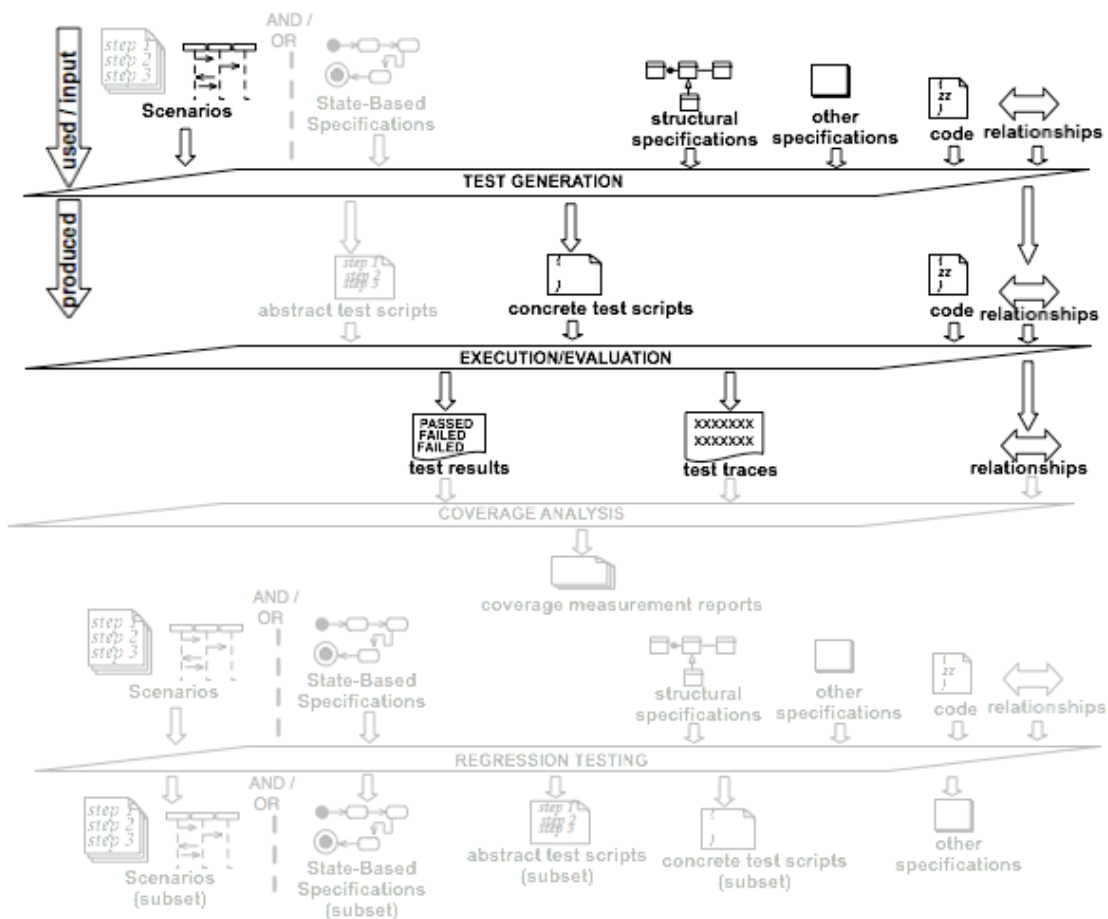 used / input
step 1
step 2
step 3
Scenarios
AND /
OR
State-Based
Specifications
structural
specifications
other
specifications
{
zz
}
code
relationships
TEST GENERATION
produced
step 1
step 2
step 3
abstract test scripts
{
}
concrete test scripts
{
zz
}
code
relationships
EXECUTION/EVALUATION
PASSED
FAILED
FAILED
test results
XXXXXXX
XXXXXXX
test traces
relationships
COVERAGE ANALYSIS
coverage measurement reports
step 1
step 2
step 3
Scenarios
AND /
OR
State-Based
Specifications
structural
specifications
other
specifications
{
zz
}
code
relationships
REGRESSION TESTING
step 1
step 2
step 3
Scenarios
(subset)
AND /
OR
State-Based
Specifications
(subset)
step 1
step 2
step 3
abstract test scripts
(subset)
{
}
concrete test scripts
(subset)
other
specifications